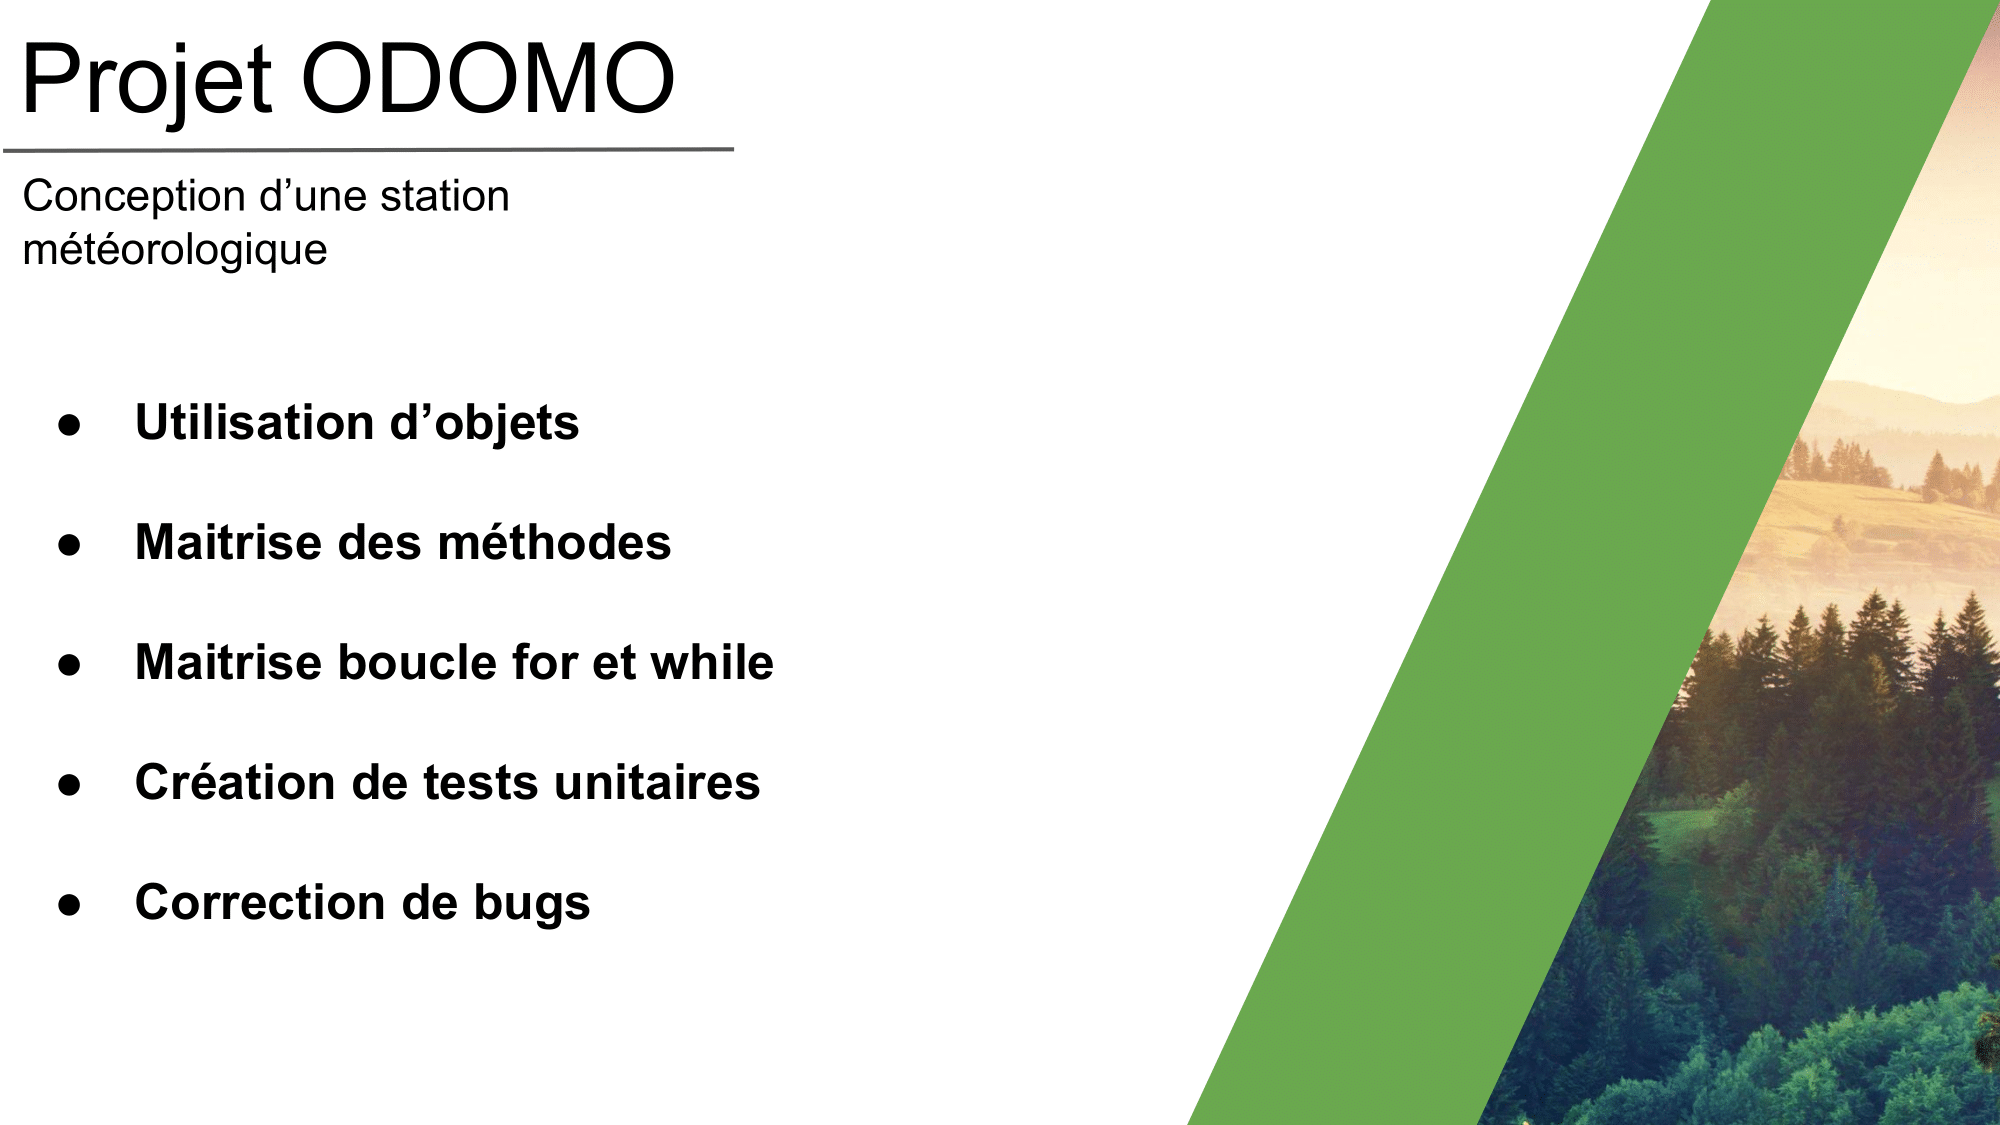 Projet ODOMO
Conception d’une station
météorologique
● Utilisation d’objets
● Maitrise des méthodes
● Maitrise boucle for et while
● Création de tests unitaires
● Correction de bugs